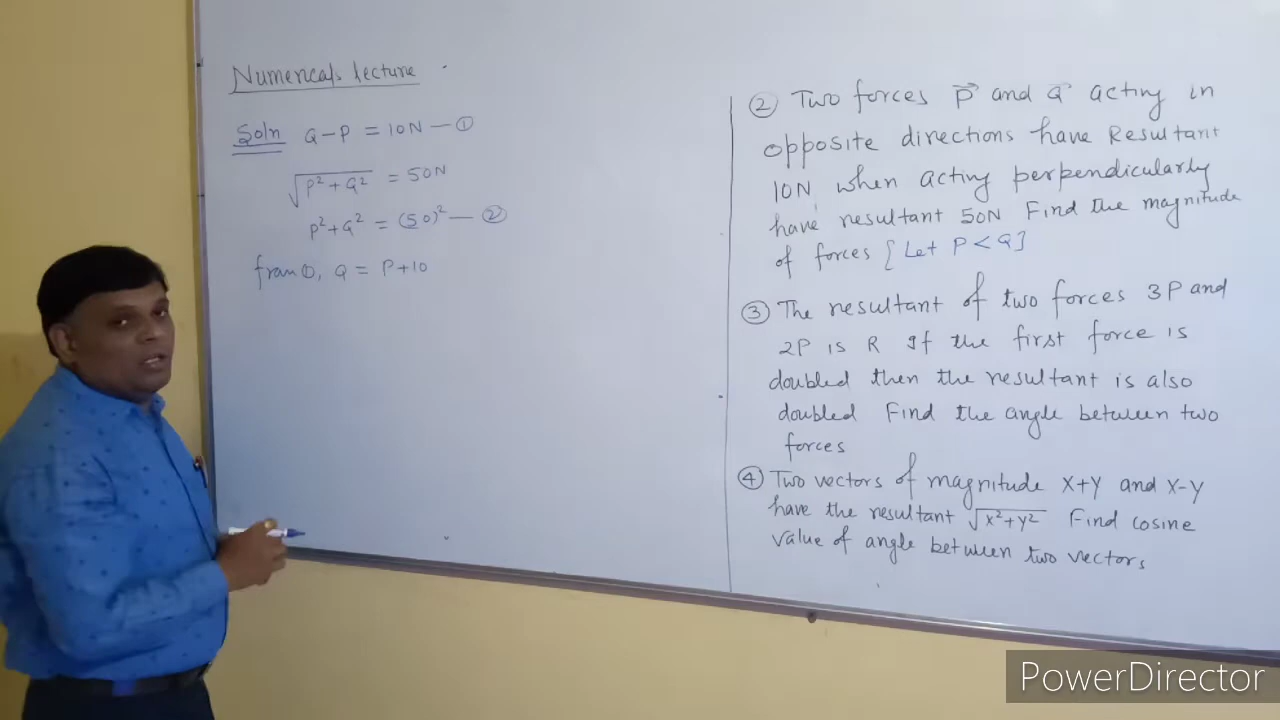 Numericals lecture
Soln Q-P = 10N — ①
√P²+Q² = 50N
P²+Q² = (50)² — ②
from ①, Q = P+10
② Two forces P⃗ and Q⃗ acting in
opposite directions have Resultant
10N, when acting perpendicularly
have resultant 50N Find the magnitude
of forces [Let P < Q]
③ The resultant of two forces 3P and
2P is R If the first force is
doubled then the resultant is also
doubled Find the angle between two
forces
④ Two vectors of magnitude X+Y and X-Y
have the resultant √X²+Y² Find cosine
value of angle between two vectors,
PowerDirector